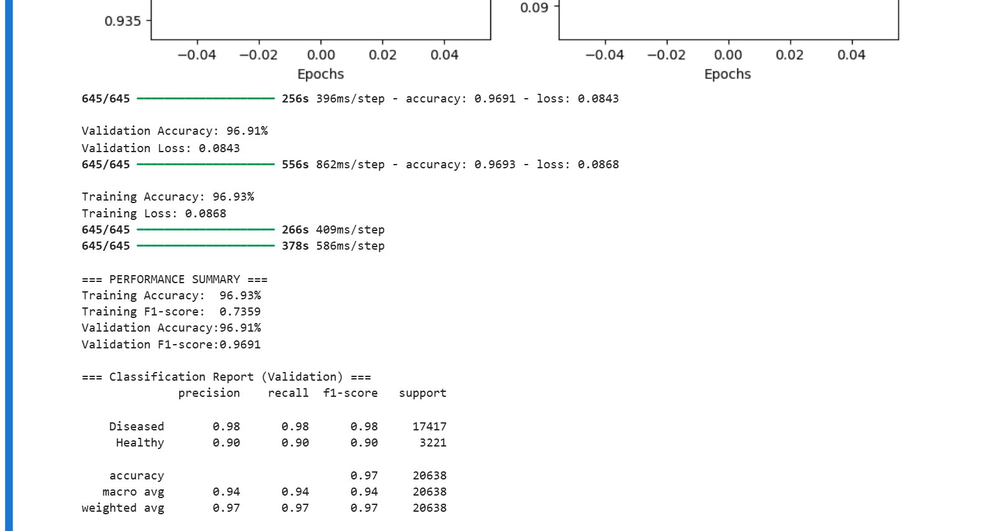 0.935
0.09
−0.04 −0.02 0.00 0.02 0.04
−0.04 −0.02 0.00 0.02 0.04
Epochs
Epochs
645/645 ━━━━━━━━━━━━━━━━━━━━ 256s 396ms/step - accuracy: 0.9691 - loss: 0.0843
Validation Accuracy: 96.91%
Validation Loss: 0.0843
645/645 ━━━━━━━━━━━━━━━━━━━━ 556s 862ms/step - accuracy: 0.9693 - loss: 0.0868
Training Accuracy: 96.93%
Training Loss: 0.0868
645/645 ━━━━━━━━━━━━━━━━━━━━ 266s 409ms/step
645/645 ━━━━━━━━━━━━━━━━━━━━ 378s 586ms/step
=== PERFORMANCE SUMMARY ===
Training Accuracy:  96.93%
Training F1-score:  0.7359
Validation Accuracy:96.91%
Validation F1-score:0.9691
=== Classification Report (Validation) ===
precision recall f1-score support
Diseased 0.98 0.98 0.98 17417
Healthy 0.90 0.90 0.90 3221
accuracy 0.97 20638
macro avg 0.94 0.94 0.94 20638
weighted avg 0.97 0.97 0.97 20638